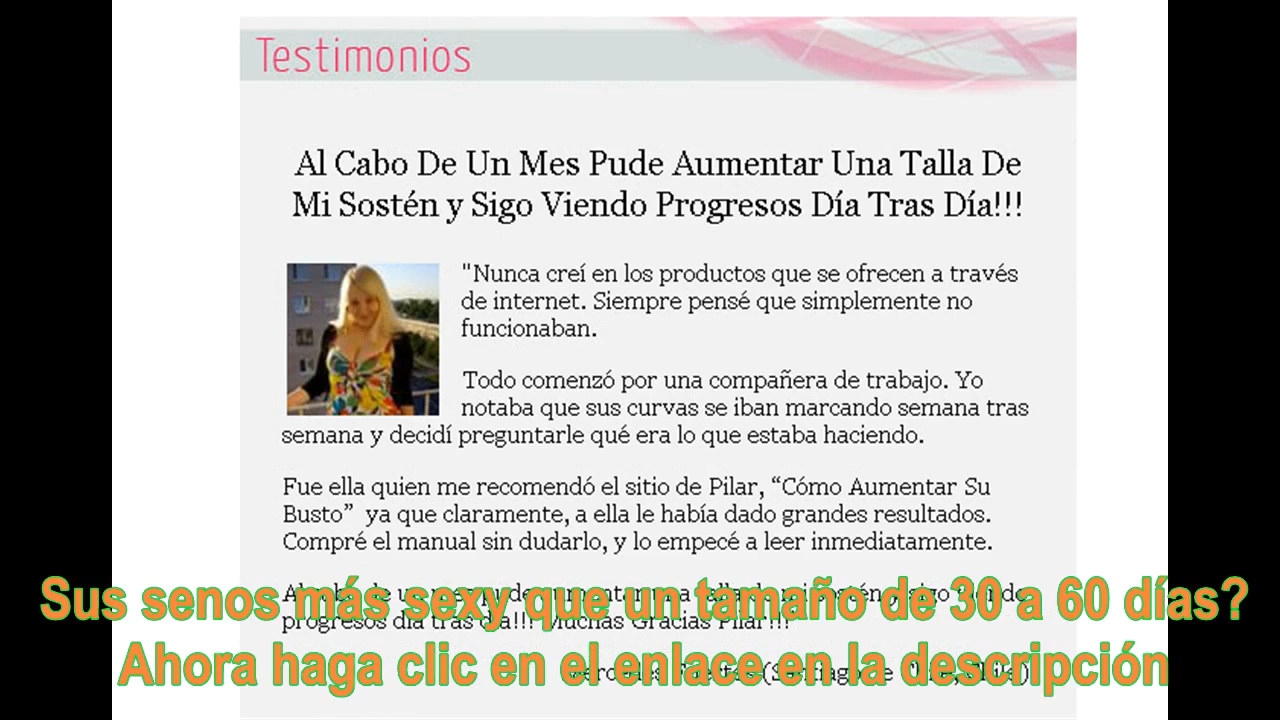 Testimonios
Al Cabo De Un Mes Pude Aumentar Una Talla De
Mi Sostén y Sigo Viendo Progresos Día Tras Día!!!
"Nunca creí en los productos que se ofrecen a través
de internet. Siempre pensé que simplemente no
funcionaban.
Todo comenzó por una compañera de trabajo. Yo
notaba que sus curvas se iban marcando semana tras
semana y decidí preguntarle qué era lo que estaba haciendo.
Fue ella quien me recomendó el sitio de Pilar, “Cómo Aumentar Su
Busto” ya que claramente, a ella le había dado grandes resultados.
Compré el manual sin dudarlo, y lo empecé a leer inmediatamente.
Sus senos más sexy que un tamaño de 30 a 60 días?
progresos día tras día!!! Muchas Gracias Pilar!!!
Ahora haga clic en el enlace en la descripción